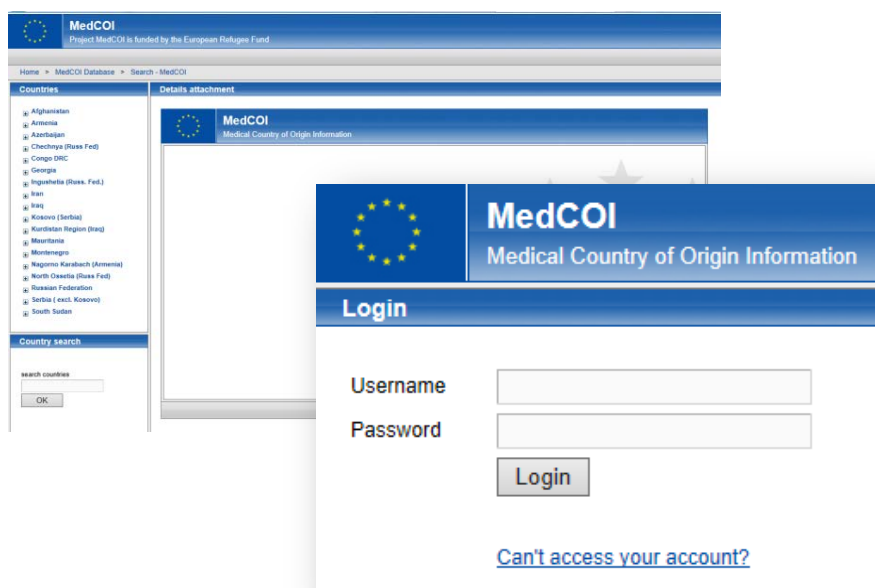 MedCOI
Project MedCOI is funded by the European Refugee Fund
Home > MedCOI Database > Search - MedCOI
Countries
Afghanistan
Armenia
Azerbaijan
Chechnya (Russ Fed)
Congo DRC
Georgia
Ingushetia (Russ. Fed.)
Iran
Iraq
Kosovo (Serbia)
Kurdistan Region (Iraq)
Mauritania
Montenegro
Nagorno Karabach (Armenia)
North Ossetia (Russ Fed)
Russian Federation
Serbia ( excl. Kosovo)
South Sudan
Country search
search countries
OK
Details attachment
MedCOI
Medical Country of Origin Information
MedCOI
Medical Country of Origin Information
Login
Username
Password
Login
Can't access your account?